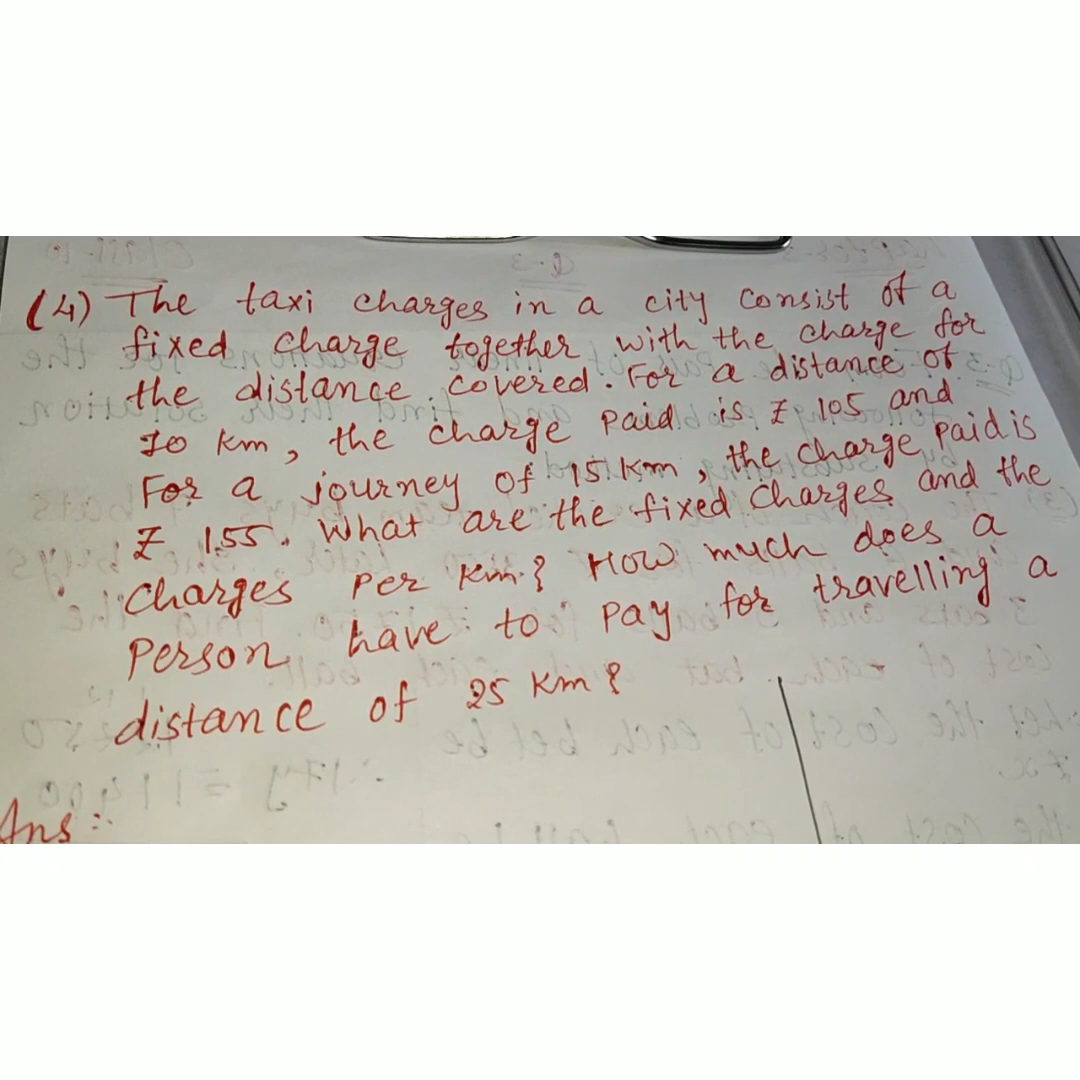 (4) The taxi charges in a city consist of a
fixed charge together with the charge for
the distance covered. For a distance of
10 km, the charge paid is ₹ 105 and
For a journey of 15 km, the charge paid is
₹ 155. What are the fixed charges and the
charges per km? How much does a
person have to pay for travelling a
distance of 25 km?
Ans: